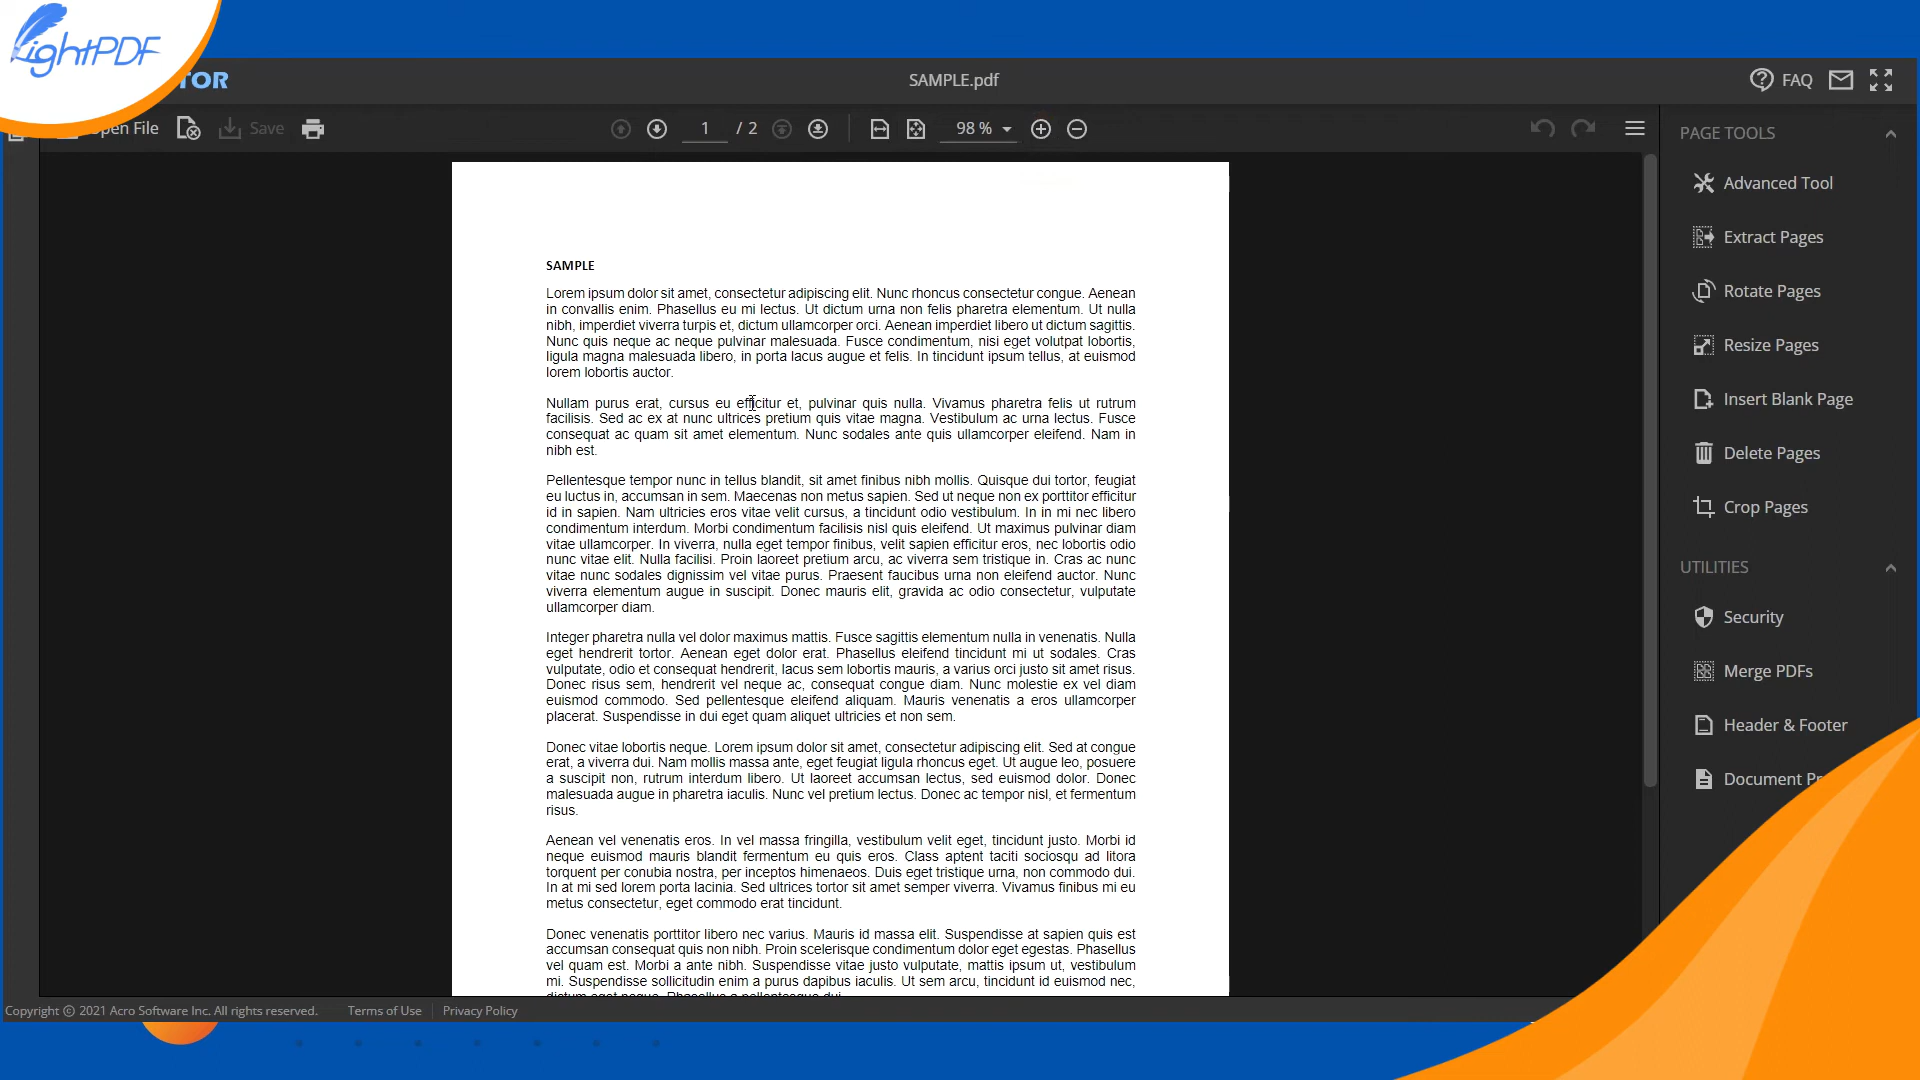 LightPDF
TOR
SAMPLE.pdf
FAQ
pen File
Save
1 / 2
98 %
PAGE TOOLS
Advanced Tool
Extract Pages
Rotate Pages
Resize Pages
Insert Blank Page
Delete Pages
Crop Pages
UTILITIES
Security
Merge PDFs
Header & Footer
Document Pr
SAMPLE
Lorem ipsum dolor sit amet, consectetur adipiscing elit. Nunc rhoncus consectetur congue. Aenean
in convallis enim. Phasellus eu mi lectus. Ut dictum urna non felis pharetra elementum. Ut nulla
nibh, imperdiet viverra turpis et, dictum ullamcorper orci. Aenean imperdiet libero ut dictum sagittis.
Nunc quis neque ac neque pulvinar malesuada. Fusce condimentum, nisi eget volutpat lobortis,
ligula magna malesuada libero, in porta lacus augue et felis. In tincidunt ipsum tellus, at euismod
lorem lobortis auctor.
Nullam purus erat, cursus eu efficitur et, pulvinar quis nulla. Vivamus pharetra felis ut rutrum
facilisis. Sed ac ex at nunc ultrices pretium quis vitae magna. Vestibulum ac urna lectus. Fusce
consequat ac quam sit amet elementum. Nunc sodales ante quis ullamcorper eleifend. Nam in
nibh est.
Pellentesque tempor nunc in tellus blandit, sit amet finibus nibh mollis. Quisque dui tortor, feugiat
eu luctus in, accumsan in sem. Maecenas non metus sapien. Sed ut neque non ex porttitor efficitur
id in sapien. Nam ultricies eros vitae velit cursus, a tincidunt odio vestibulum. In in mi nec libero
condimentum interdum. Morbi condimentum facilisis nisl quis eleifend. Ut maximus pulvinar diam
vitae ullamcorper. In viverra, nulla eget tempor finibus, velit sapien efficitur eros, nec lobortis odio
nunc vitae elit. Nulla facilisi. Proin laoreet pretium arcu, ac viverra sem tristique in. Cras ac nunc
vitae nunc sodales dignissim vel vitae purus. Praesent faucibus urna non eleifend auctor. Nunc
viverra elementum augue in suscipit. Donec mauris elit, gravida ac odio consectetur, vulputate
ullamcorper diam.
Integer pharetra nulla vel dolor maximus mattis. Fusce sagittis elementum nulla in venenatis. Nulla
eget hendrerit tortor. Aenean eget dolor erat. Phasellus eleifend tincidunt mi ut sodales. Cras
vulputate, odio et consequat hendrerit, lacus sem lobortis mauris, a varius orci justo sit amet risus.
Donec risus sem, hendrerit vel neque ac, consequat congue diam. Nunc molestie ex vel diam
euismod commodo. Sed pellentesque eleifend aliquam. Mauris venenatis a eros ullamcorper
placerat. Suspendisse in dui eget quam aliquet ultricies et non sem.
Donec vitae lobortis neque. Lorem ipsum dolor sit amet, consectetur adipiscing elit. Sed at congue
erat, a viverra dui. Nam mollis massa ante, eget feugiat ligula rhoncus eget. Ut augue leo, posuere
a suscipit non, rutrum interdum libero. Ut laoreet accumsan lectus, sed euismod dolor. Donec
malesuada augue in pharetra iaculis. Nunc vel pretium lectus. Donec ac tempor nisl, et fermentum
risus.
Aenean vel venenatis eros. In vel massa fringilla, vestibulum velit eget, tincidunt justo. Morbi id
neque euismod mauris blandit fermentum eu quis eros. Class aptent taciti sociosqu ad litora
torquent per conubia nostra, per inceptos himenaeos. Duis eget tristique urna, non commodo dui.
In at mi sed lorem porta lacinia. Sed ultrices tortor sit amet semper viverra. Vivamus finibus mi eu
metus consectetur, eget commodo erat tincidunt.
Donec venenatis porttitor libero nec varius. Mauris id massa elit. Suspendisse at sapien quis est
accumsan consequat quis non nibh. Proin scelerisque condimentum dolor eget egestas. Phasellus
vel quam est. Morbi a ante nibh. Suspendisse vitae justo vulputate, mattis ipsum ut, vestibulum
mi. Suspendisse sollicitudin enim a purus dapibus iaculis. Ut sem arcu, tincidunt id euismod nec,
dictum eget neque. Phasellus a pellentesque dui.
Copyright © 2021 Acro Software Inc. All rights reserved.
Terms of Use
Privacy Policy